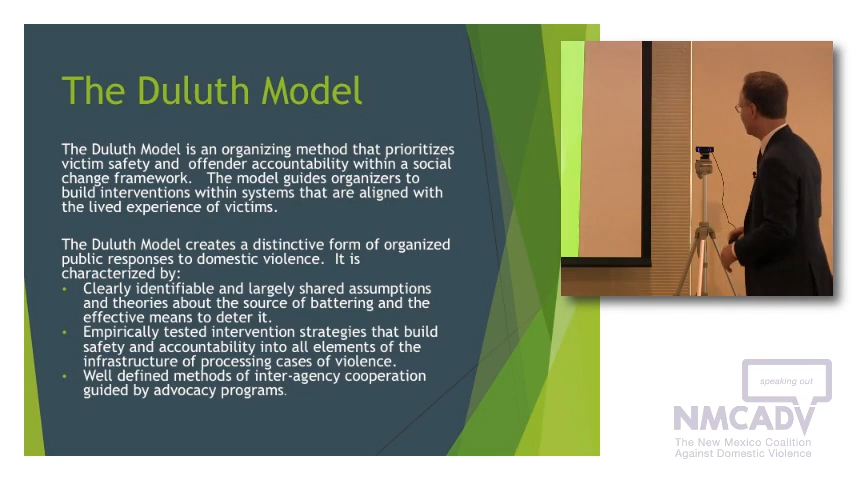 The Duluth Model
The Duluth Model is an organizing method that prioritizes
victim safety and offender accountability within a social
change framework. The model guides organizers to
build interventions within systems that are aligned with
the lived experience of victims.
The Duluth Model creates a distinctive form of organized
public responses to domestic violence. It is
characterized by:
• Clearly identifiable and largely shared assumptions
and theories about the source of battering and the
effective means to deter it.
• Empirically tested intervention strategies that build
safety and accountability into all elements of the
infrastructure of processing cases of violence.
• Well defined methods of inter-agency cooperation
guided by advocacy programs.
speaking out
NMCADV
The New Mexico Coalition
Against Domestic Violence